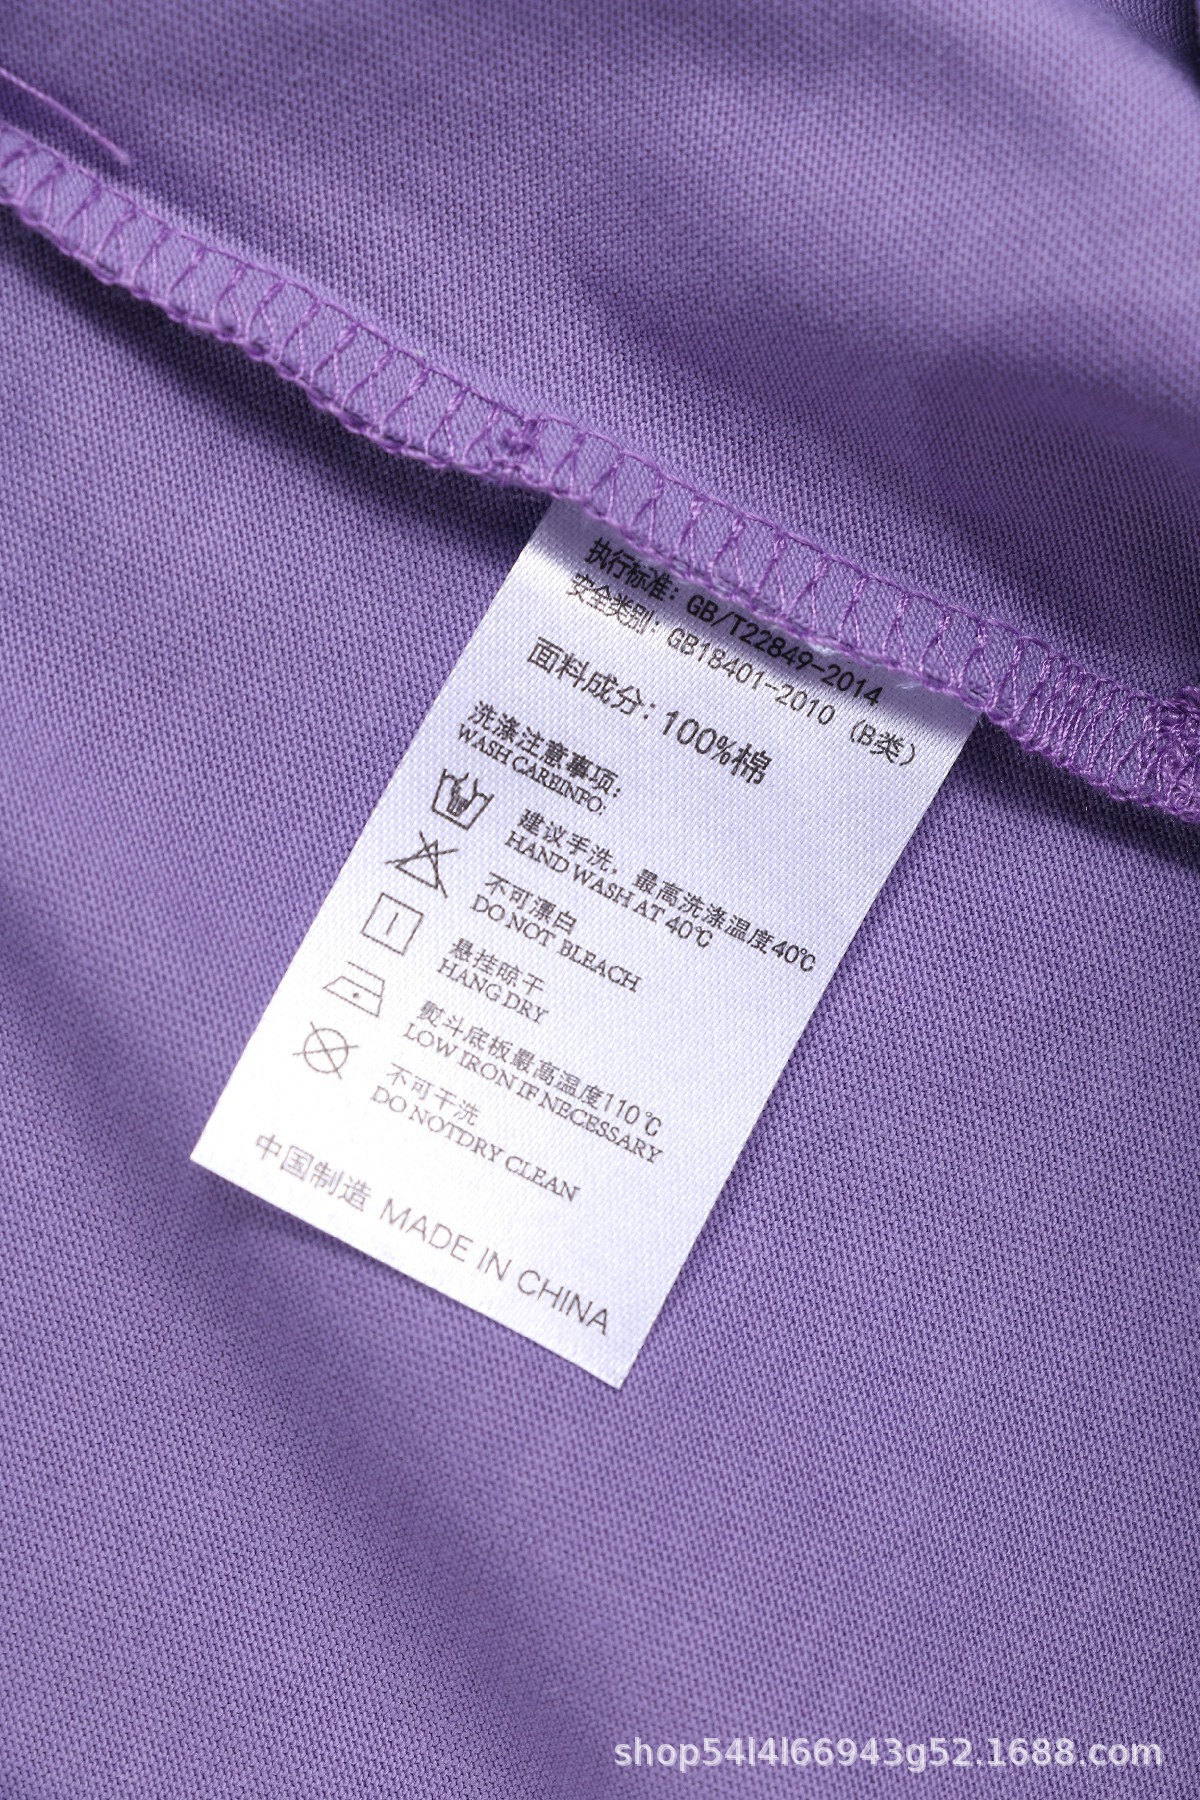 执行标准：GB/T22849-2014
安全类别：GB18401-2010（B类）
面料成分：100%棉
洗涤注意事项：
WASH CAREINFO:
建议手洗，最高洗涤温度40℃
HAND WASH AT 40℃
不可漂白
DO NOT BLEACH
悬挂晾干
HANG DRY
熨斗底板最高温度110℃
LOW IRON IF NECESSARY
不可干洗
DO NOTDRY CLEAN
中国制造 MADE IN CHINA
shop54l4l66943g52.1688.com